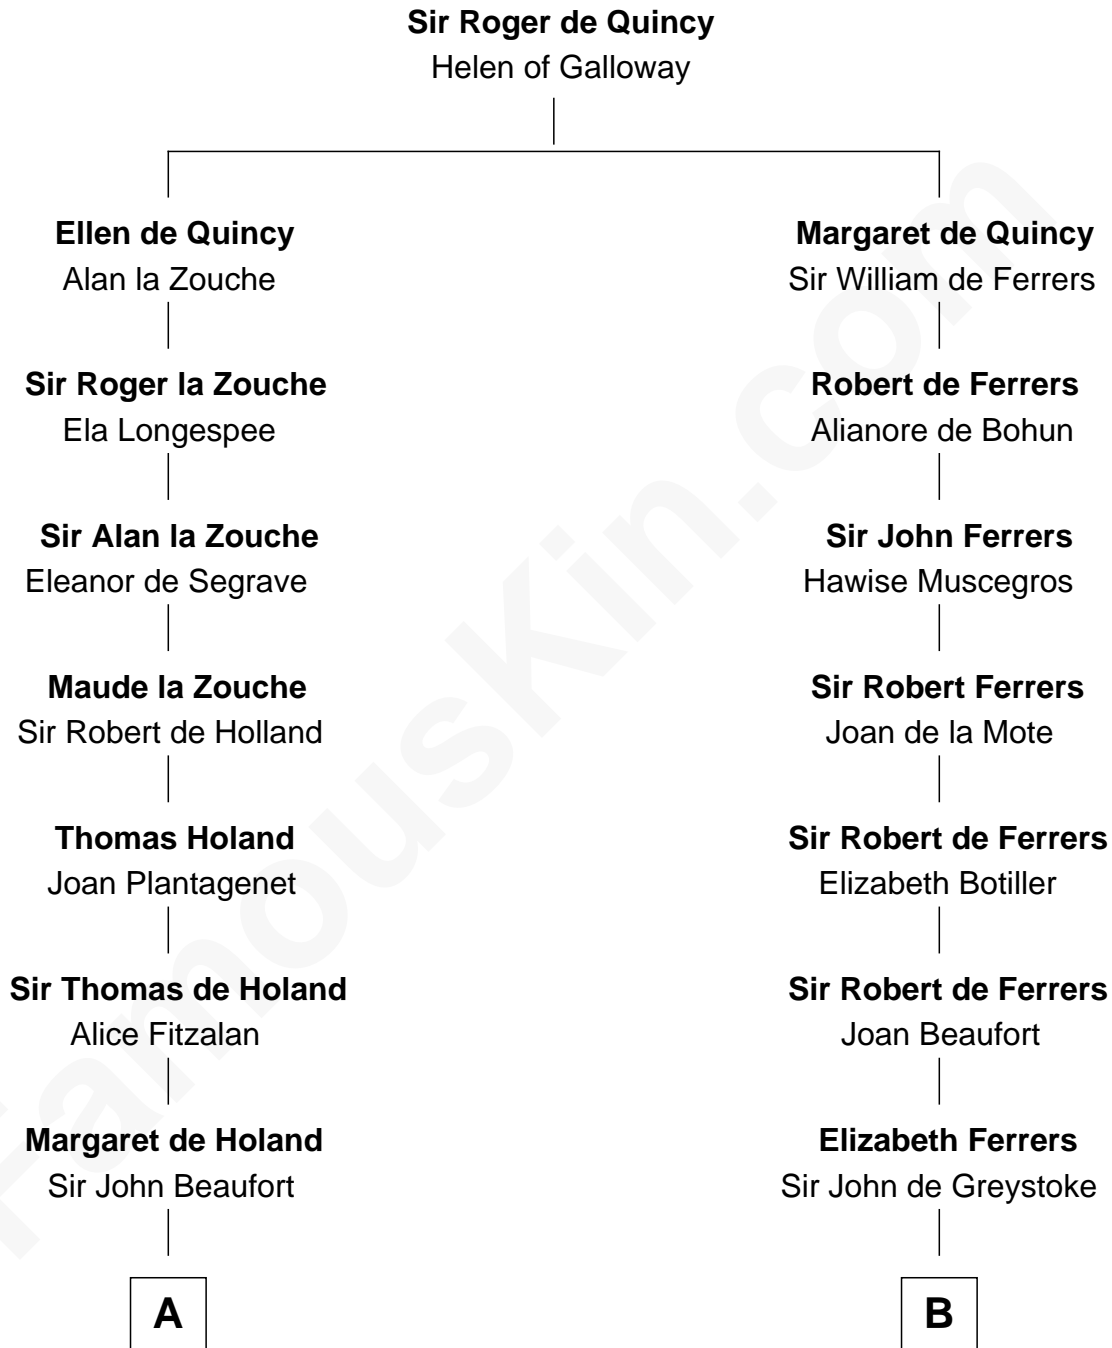 Sir Roger de Quincy
Helen of Galloway
Ellen de Quincy
Alan la Zouche
Margaret de Quincy
Sir William de Ferrers
Sir Roger la Zouche
Ela Longespee
Robert de Ferrers
Alianore de Bohun
Sir Alan la Zouche
Eleanor de Segrave
Sir John Ferrers
Hawise Muscegros
Maude la Zouche
Sir Robert de Holland
Sir Robert Ferrers
Joan de la Mote
Thomas Holand
Joan Plantagenet
Sir Robert de Ferrers
Elizabeth Botiller
Sir Thomas de Holand
Alice Fitzalan
Sir Robert de Ferrers
Joan Beaufort
Margaret de Holand
Sir John Beaufort
Elizabeth Ferrers
Sir John de Greystoke
A
B
FamousKin.com